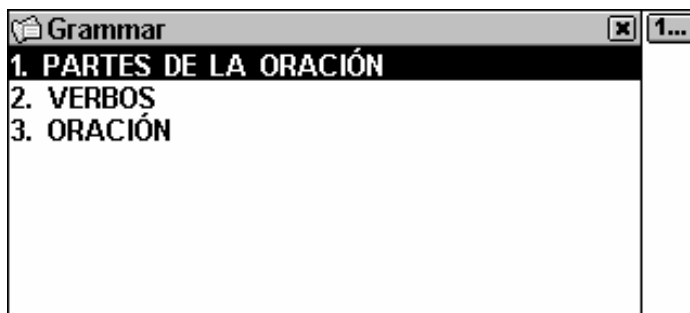 Grammar
1...
1. PARTES DE LA ORACIÓN
2. VERBOS
3. ORACIÓN